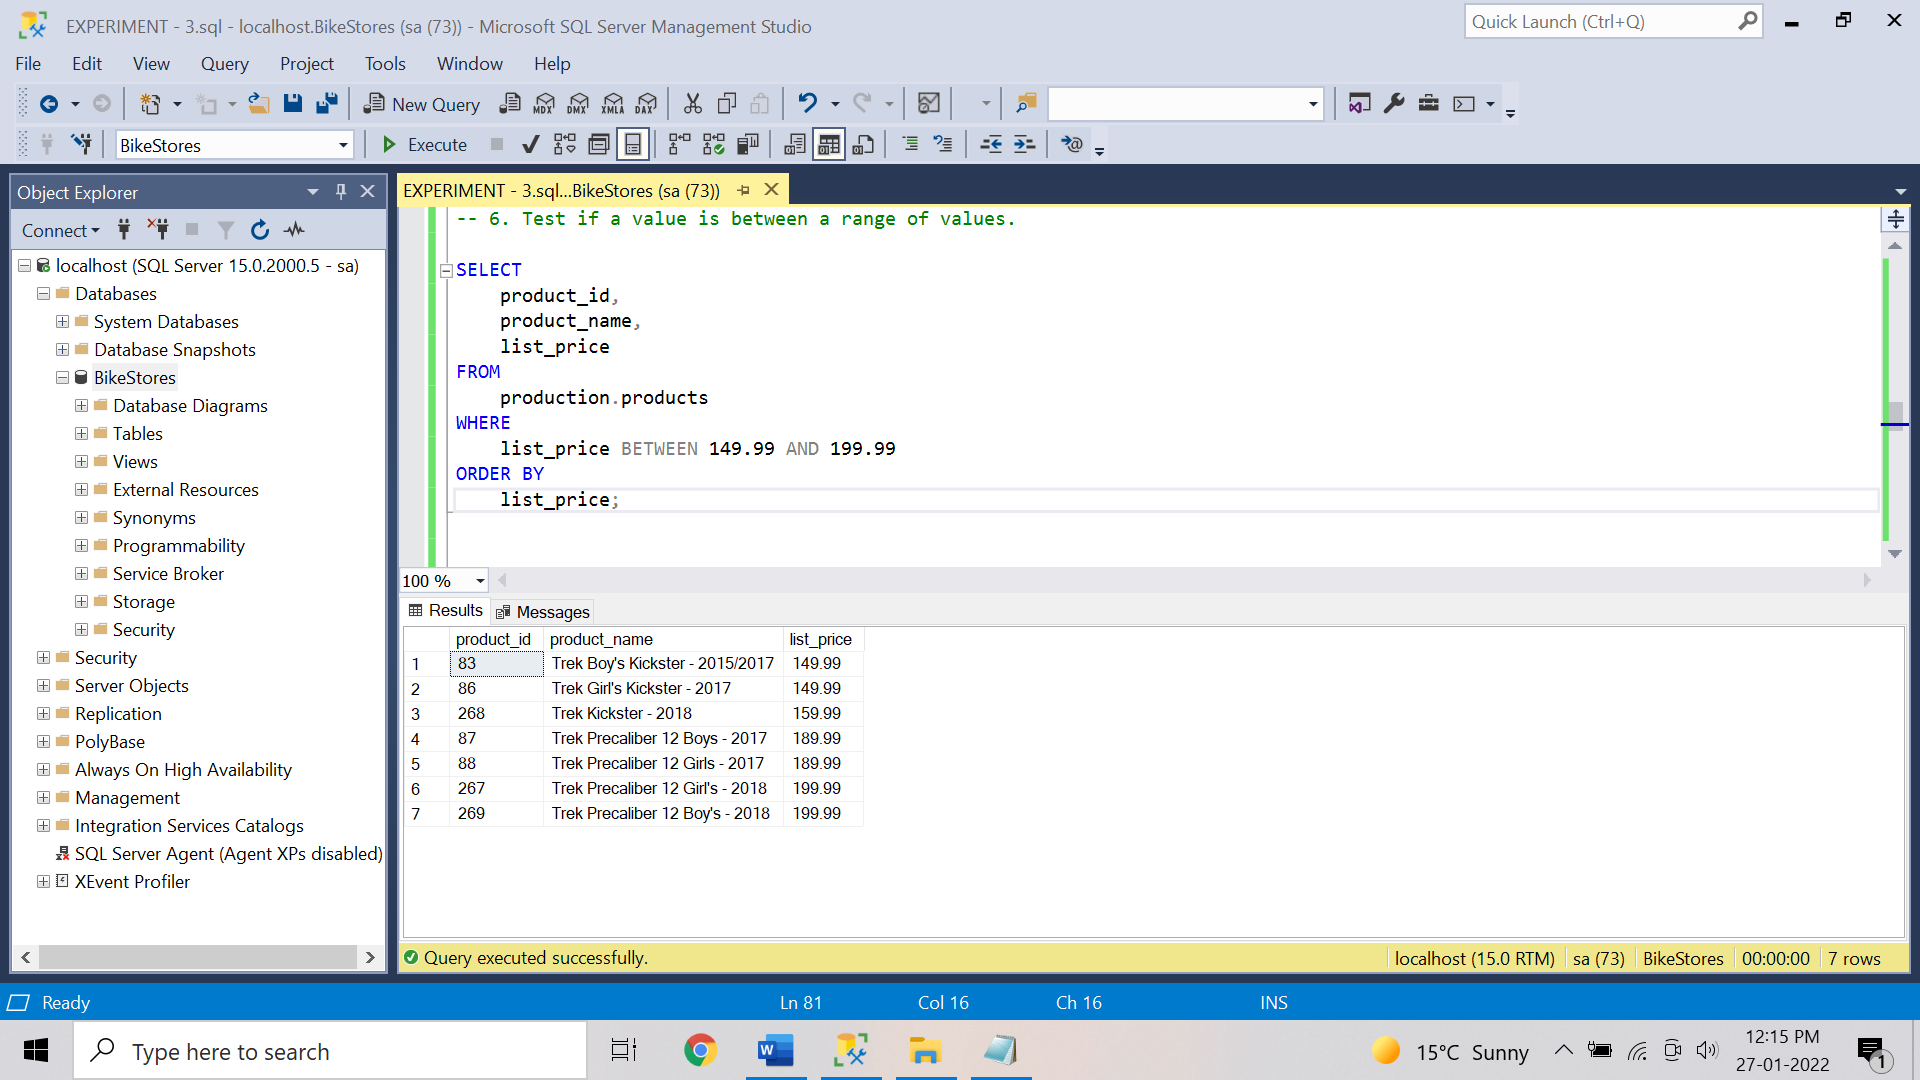 EXPERIMENT - 3.sql - localhost.BikeStores (sa (73)) - Microsoft SQL Server Management Studio
Quick Launch (Ctrl+Q)
File Edit View Query Project Tools Window Help
New Query MDX DMX XMLA DAX
BikeStores Execute
Object Explorer
Connect
localhost (SQL Server 15.0.2000.5 - sa)
Databases
System Databases
Database Snapshots
BikeStores
Database Diagrams
Tables
Views
External Resources
Synonyms
Programmability
Service Broker
Storage
Security
Security
Server Objects
Replication
PolyBase
Always On High Availability
Management
Integration Services Catalogs
SQL Server Agent (Agent XPs disabled)
XEvent Profiler
EXPERIMENT - 3.sql...BikeStores (sa (73))
-- 6. Test if a value is between a range of values.
SELECT
product_id,
product_name,
list_price
FROM
production.products
WHERE
list_price BETWEEN 149.99 AND 199.99
ORDER BY
list_price;
100 %
Results Messages
product_id product_name list_price
1 83 Trek Boy's Kickster - 2015/2017 149.99
2 86 Trek Girl's Kickster - 2017 149.99
3 268 Trek Kickster - 2018 159.99
4 87 Trek Precaliber 12 Boys - 2017 189.99
5 88 Trek Precaliber 12 Girls - 2017 189.99
6 267 Trek Precaliber 12 Girl's - 2018 199.99
7 269 Trek Precaliber 12 Boy's - 2018 199.99
Query executed successfully. localhost (15.0 RTM) sa (73) BikeStores 00:00:00 7 rows
Ready Ln 81 Col 16 Ch 16 INS
Type here to search
W
15°C Sunny
12:15 PM
27-01-2022
1